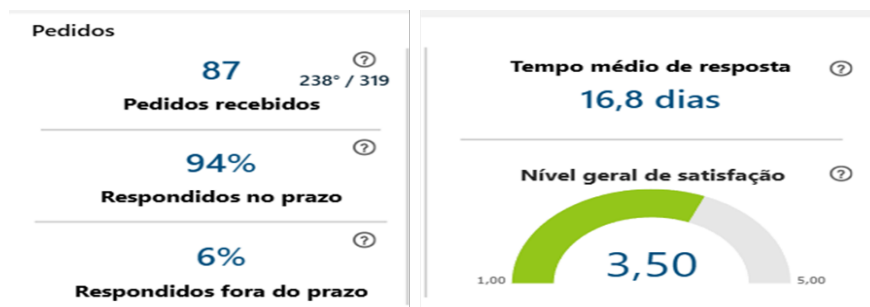 Pedidos
87
238° / 319
Pedidos recebidos
94%
Respondidos no prazo
6%
Respondidos fora do prazo
Tempo médio de resposta
16,8 dias
Nível geral de satisfação
3,50
1,00
5,00